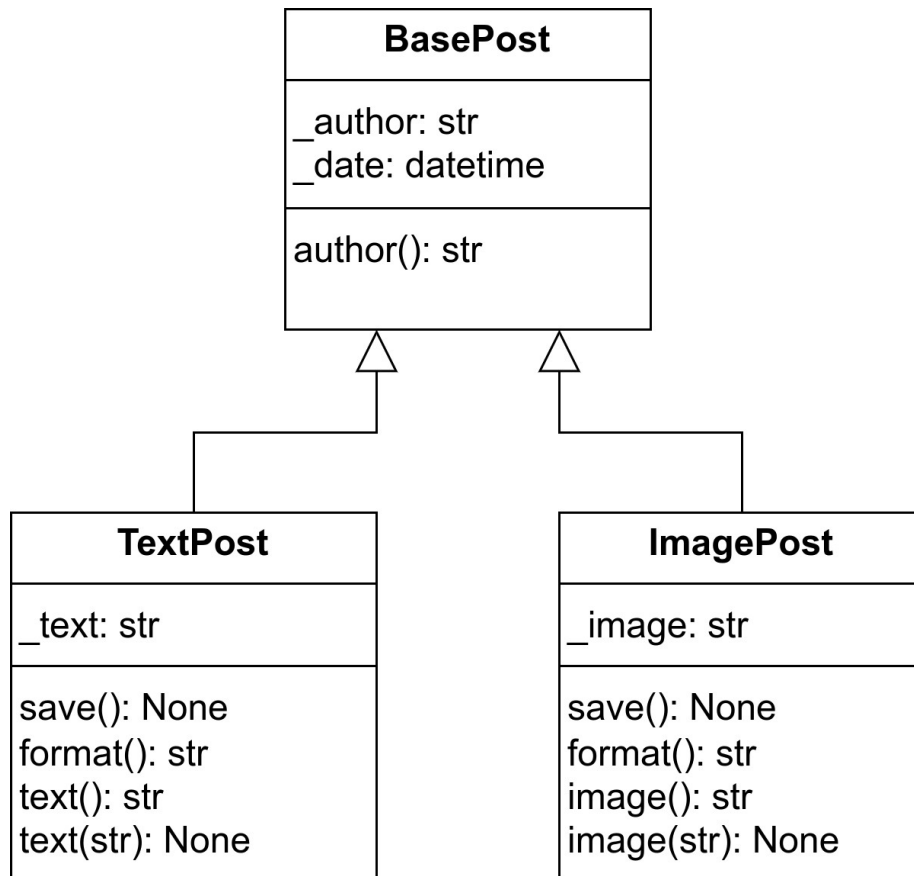 BasePost
_author: str
_date: datetime
author(): str
TextPost
_text: str
save(): None
format(): str
text(): str
text(str): None
ImagePost
_image: str
save(): None
format(): str
image(): str
image(str): None